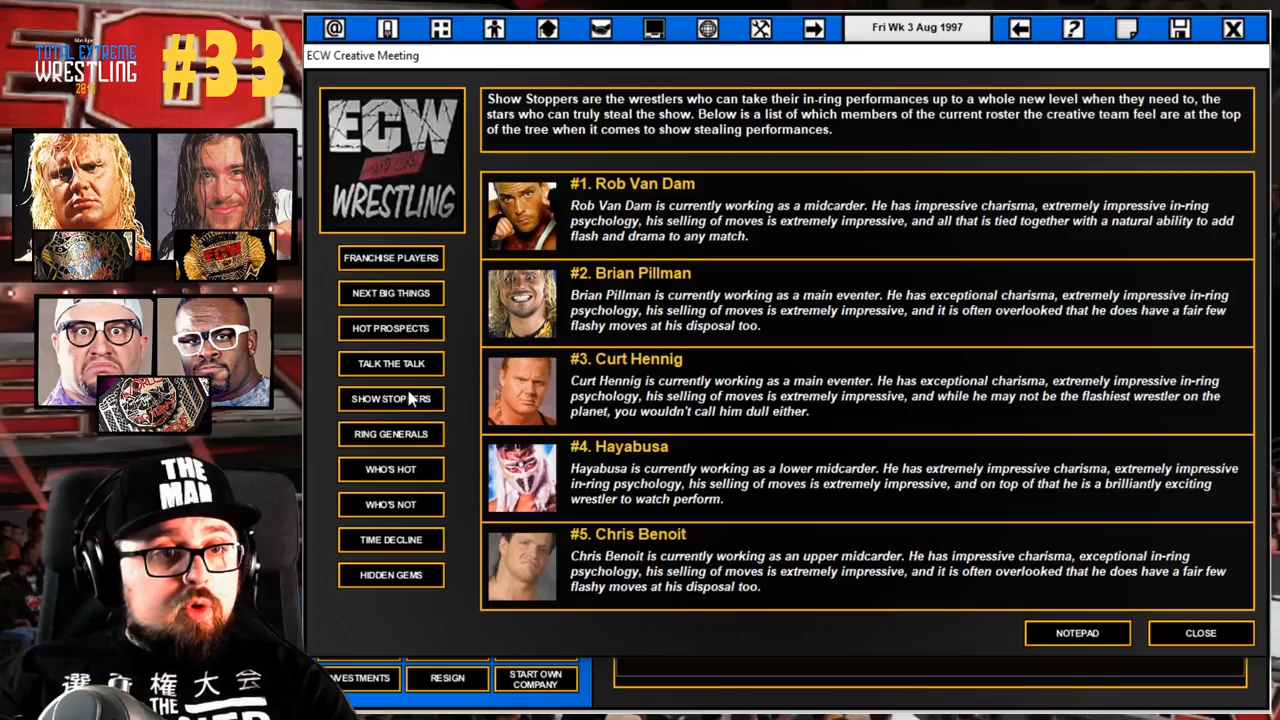 Adam Ryland's
TOTAL EXTREME
WRESTLING
#33
Fri Wk 3 Aug 1997
ECW Creative Meeting
ECW
HARDCORE
WRESTLING
Show Stoppers are the wrestlers who can take their in-ring performances up to a whole new level when they need to, the
stars who can truly steal the show. Below is a list of which members of the current roster the creative team feel are at the top
of the tree when it comes to show stealing performances.
FRANCHISE PLAYERS
NEXT BIG THINGS
HOT PROSPECTS
TALK THE TALK
SHOW STOPPERS
RING GENERALS
WHO'S HOT
WHO'S NOT
TIME DECLINE
HIDDEN GEMS
#1. Rob Van Dam
Rob Van Dam is currently working as a midcarder. He has impressive charisma, extremely impressive in-ring
psychology, his selling of moves is extremely impressive, and all that is tied together with a natural ability to add
flash and drama to any match.
#2. Brian Pillman
Brian Pillman is currently working as a main eventer. He has exceptional charisma, extremely impressive in-ring
psychology, his selling of moves is extremely impressive, and it is often overlooked that he does have a fair few
flashy moves at his disposal too.
#3. Curt Hennig
Curt Hennig is currently working as a main eventer. He has exceptional charisma, extremely impressive in-ring
psychology, his selling of moves is extremely impressive, and while he may not be the flashiest wrestler on the
planet, you wouldn't call him dull either.
#4. Hayabusa
Hayabusa is currently working as a lower midcarder. He has extremely impressive charisma, extremely impressive
in-ring psychology, his selling of moves is extremely impressive, and on top of that he is a brilliantly exciting
wrestler to watch perform.
#5. Chris Benoit
Chris Benoit is currently working as an upper midcarder. He has impressive charisma, exceptional in-ring
psychology, his selling of moves is extremely impressive, and it is often overlooked that he does have a fair few
flashy moves at his disposal too.
NOTEPAD
CLOSE
VESTMENTS
RESIGN
START OWN
COMPANY
THE
MAN
選手権大会
THE